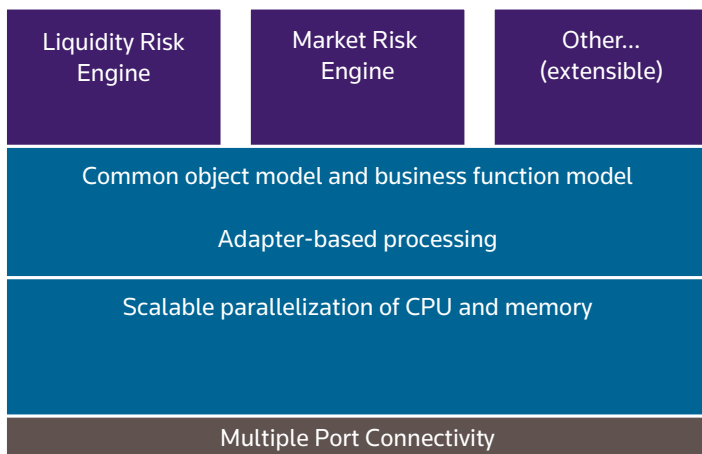 Liquidity Risk
Engine
Market Risk
Engine
Other...
(extensible)
Common object model and business function model
Adapter-based processing
Scalable parallelization of CPU and memory
Multiple Port Connectivity